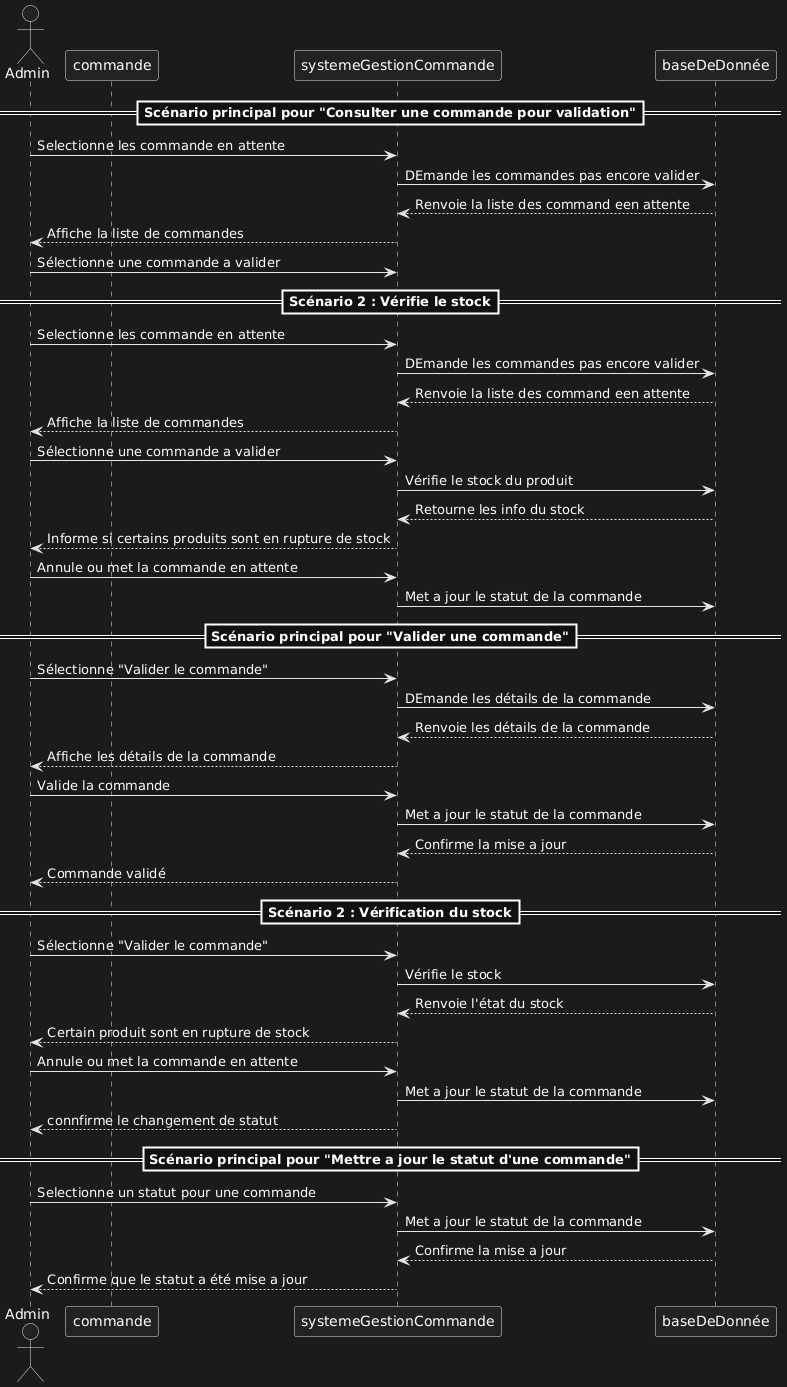 Admin
commande
systemeGestionCommande
baseDeDonnée
Scénario principal pour "Consulter une commande pour validation"
Selectionne les commande en attente
DEmande les commandes pas encore valider
Renvoie la liste des command een attente
Affiche la liste de commandes
Sélectionne une commande a valider
Scénario 2 : Vérifie le stock
Selectionne les commande en attente
DEmande les commandes pas encore valider
Renvoie la liste des command een attente
Affiche la liste de commandes
Sélectionne une commande a valider
Vérifie le stock du produit
Retourne les info du stock
Informe si certains produits sont en rupture de stock
Annule ou met la commande en attente
Met a jour le statut de la commande
Scénario principal pour "Valider une commande"
Sélectionne "Valider le commande"
DEmande les détails de la commande
Renvoie les détails de la commande
Affiche les détails de la commande
Valide la commande
Met a jour le statut de la commande
Confirme la mise a jour
Commande validé
Scénario 2 : Vérification du stock
Sélectionne "Valider le commande"
Vérifie le stock
Renvoie l'état du stock
Certain produit sont en rupture de stock
Annule ou met la commande en attente
Met a jour le statut de la commande
connfirme le changement de statut
Scénario principal pour "Mettre a jour le statut d'une commande"
Selectionne un statut pour une commande
Met a jour le statut de la commande
Confirme la mise a jour
Confirme que le statut a été mise a jour
Admin
commande
systemeGestionCommande
baseDeDonnée